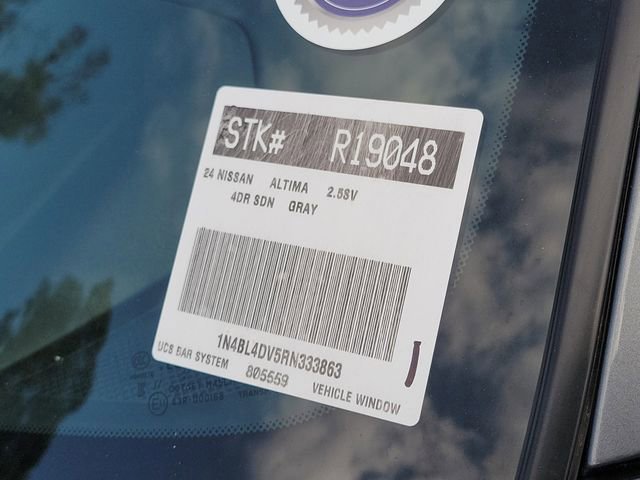 STK# R19048
24 NISSAN ALTIMA 2.5SV
4DR SDN GRAY
1N4BL4DV5RN333863
UCS BAR SYSTEM 805559 VEHICLE WINDOW